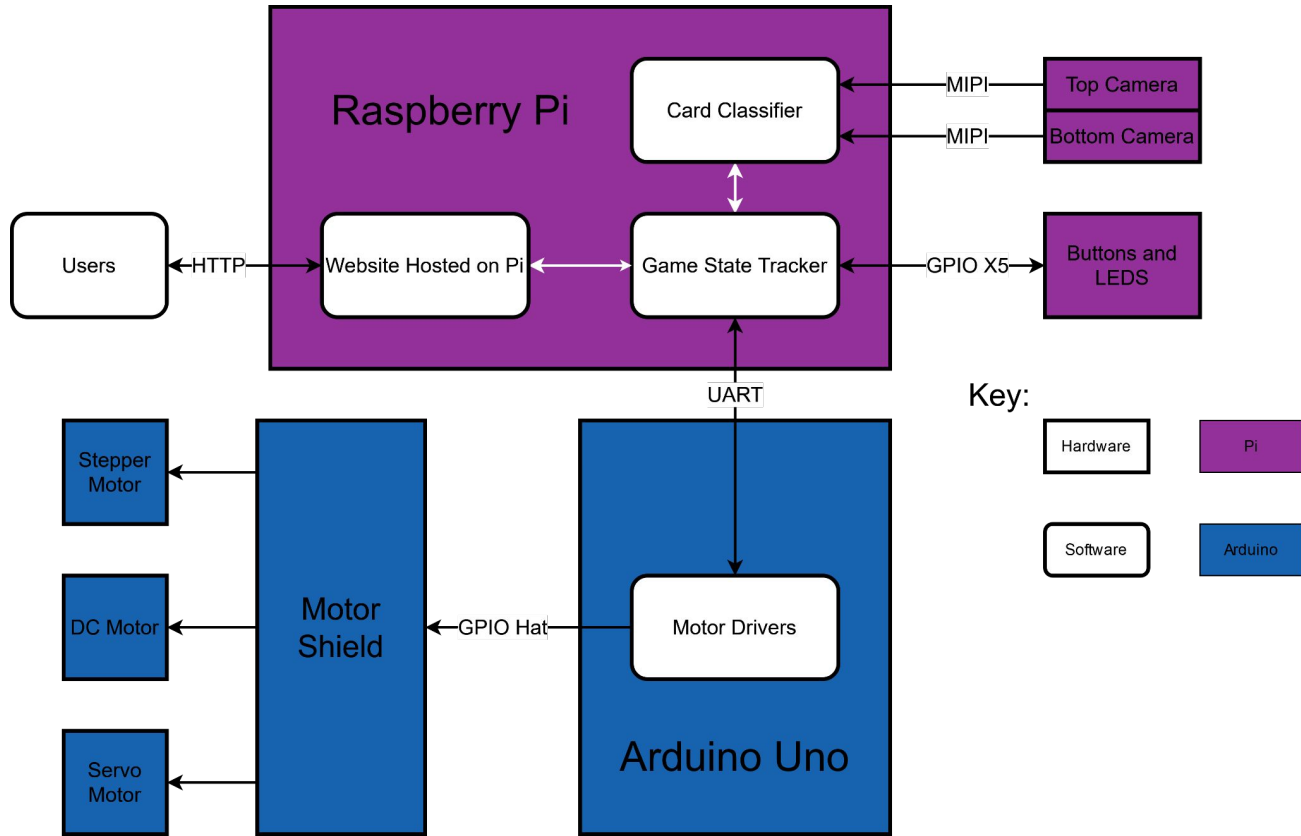 Raspberry Pi
Card Classifier
MIPI
Top Camera
MIPI
Bottom Camera
Users
HTTP
Website Hosted on Pi
Game State Tracker
GPIO X5
Buttons and
LEDS
UART
Key:
Hardware
Pi
Software
Arduino
Stepper
Motor
DC Motor
Servo
Motor
Motor
Shield
GPIO Hat
Motor Drivers
Arduino Uno